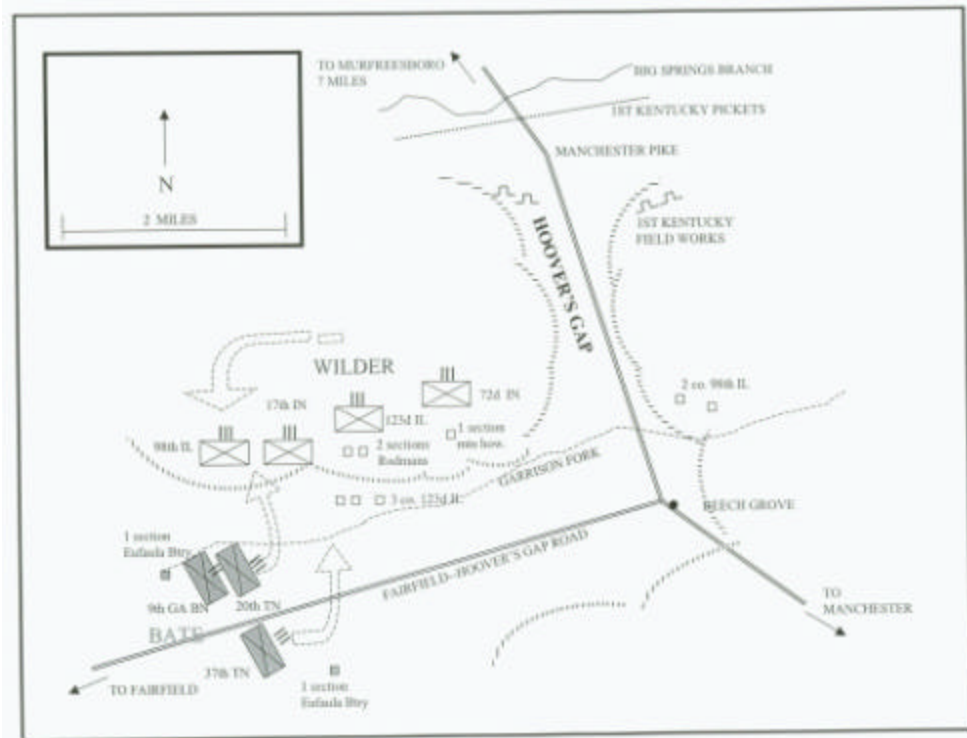 TO MURFREESBORO
7 MILES
BIG SPRINGS BRANCH
1ST KENTUCKY PICKETS
MANCHESTER PIKE
N
2 MILES
1ST KENTUCKY
FIELD WORKS
HOOVER'S GAP
WILDER
72d IN
2 co. 98th IL
17th IN
123d IL
98th IL
2 sections
Rodmans
1 section
mtn how.
GARRISON FORK
3 co. 123d IL
BEECH GROVE
1 section
Eufaula Btry
FAIRFIELD-HOOVER'S GAP ROAD
9th GA BN
20th TN
TO
MANCHESTER
BATE
37th TN
TO FAIRFIELD
1 section
Eufaula Btry